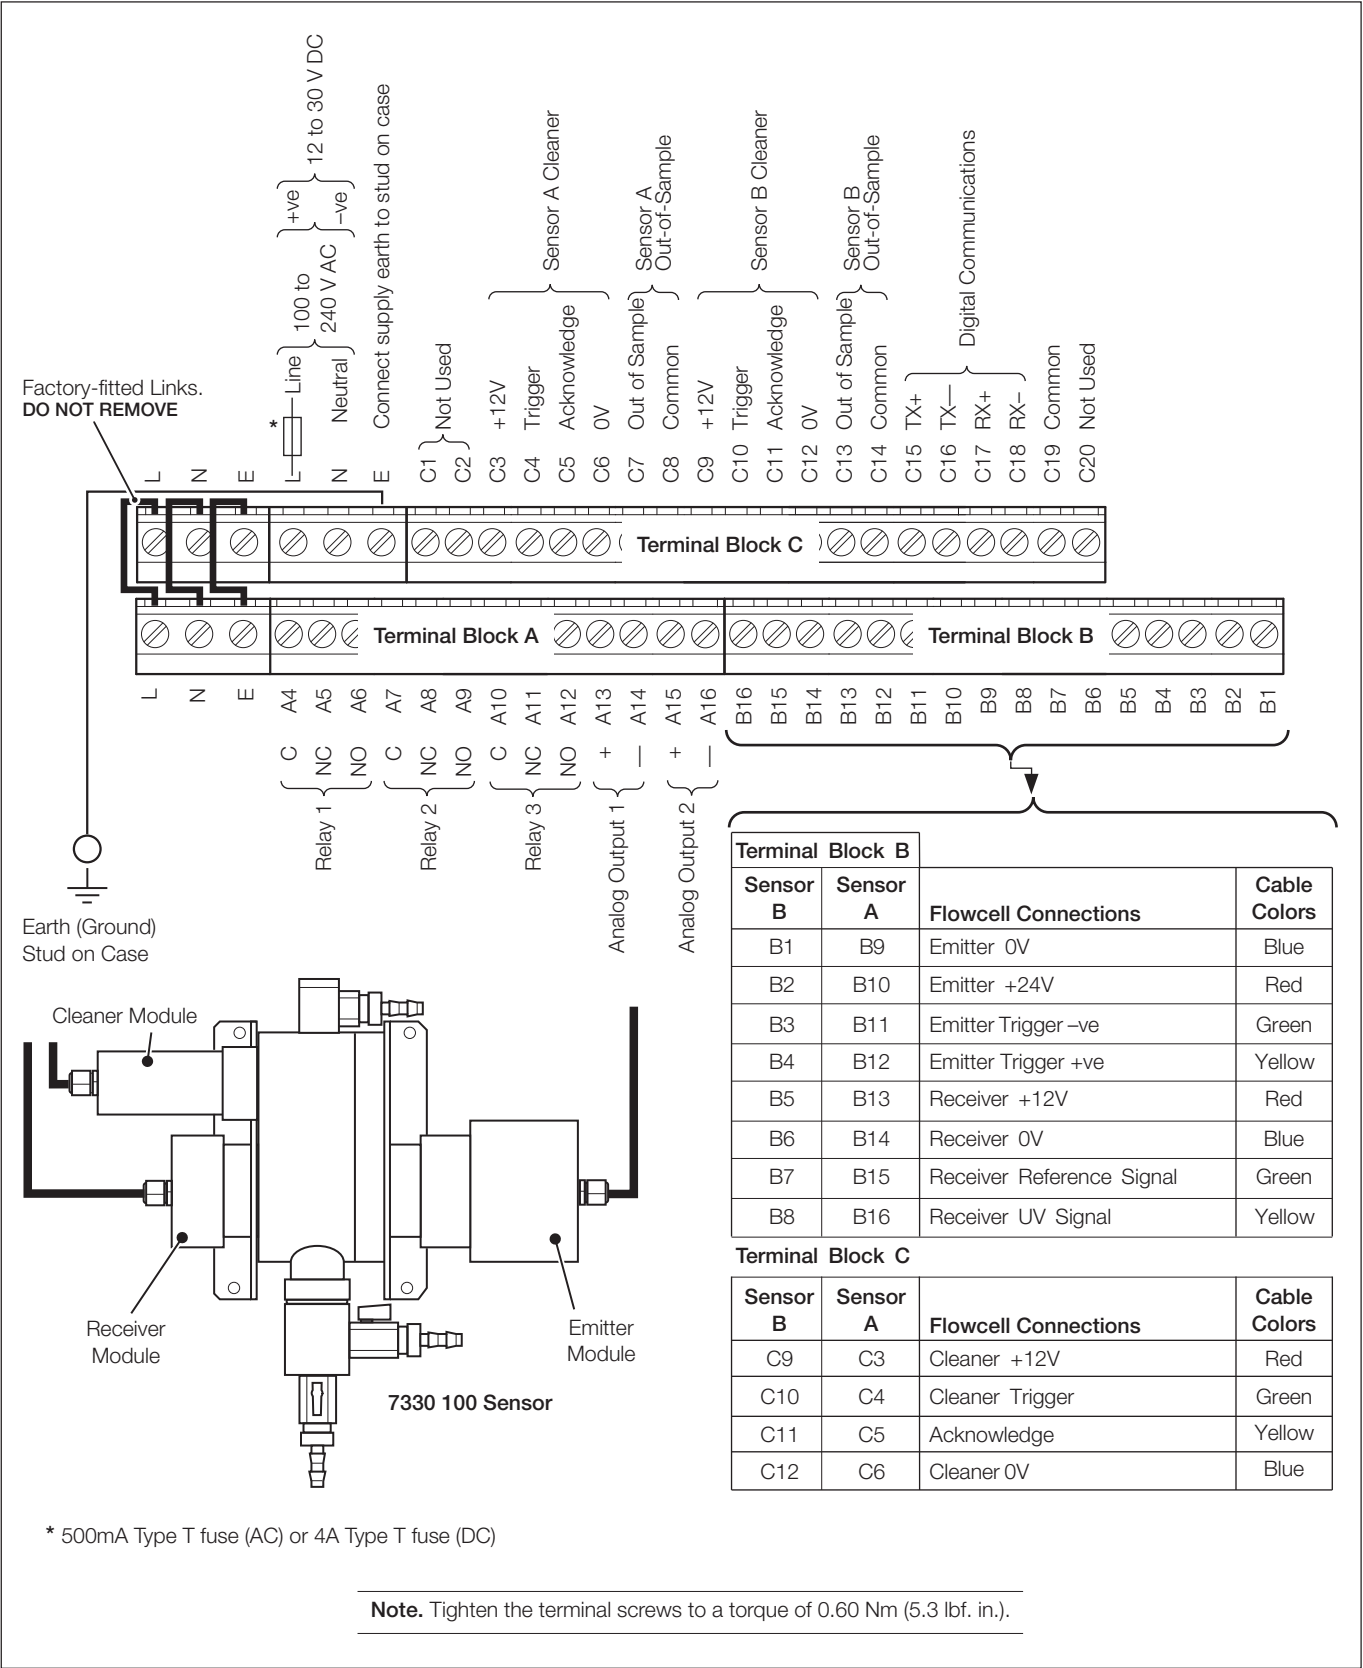 12 to 30 V DC
+ve
–ve
100 to
240 V AC
Line
Neutral
Connect supply earth to stud on case
*
Sensor A Cleaner
Sensor A
Out-of-Sample
Sensor B Cleaner
Sensor B
Out-of-Sample
Digital Communications
Not Used
+12V
Trigger
Acknowledge
0V
Out of Sample
Common
+12V
Trigger
Acknowledge
0V
Out of Sample
Common
TX+
TX—
RX+
RX–
Common
Not Used
Factory-fitted Links.
DO NOT REMOVE
L
N
E
L
N
E
C1
C2
C3
C4
C5
C6
C7
C8
C9
C10
C11
C12
C13
C14
C15
C16
C17
C18
C19
C20
Terminal Block C
Terminal Block A
Terminal Block B
L
N
E
A4
A5
A6
A7
A8
A9
A10
A11
A12
A13
A14
A15
A16
B16
B15
B14
B13
B12
B11
B10
B9
B8
B7
B6
B5
B4
B3
B2
B1
C
NC
NO
C
NC
NO
C
NC
NO
+
—
+
—
Relay 1
Relay 2
Relay 3
Analog Output 1
Analog Output 2
Earth (Ground)
Stud on Case
Cleaner Module
Receiver
Module
Emitter
Module
7330 100 Sensor
Terminal Block B
Sensor B Sensor A Flowcell Connections Cable Colors
B1 B9 Emitter 0V Blue
B2 B10 Emitter +24V Red
B3 B11 Emitter Trigger –ve Green
B4 B12 Emitter Trigger +ve Yellow
B5 B13 Receiver +12V Red
B6 B14 Receiver 0V Blue
B7 B15 Receiver Reference Signal Green
B8 B16 Receiver UV Signal Yellow
Terminal Block C
Sensor B Sensor A Flowcell Connections Cable Colors
C9 C3 Cleaner +12V Red
C10 C4 Cleaner Trigger Green
C11 C5 Acknowledge Yellow
C12 C6 Cleaner 0V Blue
* 500mA Type T fuse (AC) or 4A Type T fuse (DC)
Note. Tighten the terminal screws to a torque of 0.60 Nm (5.3 lbf. in.).